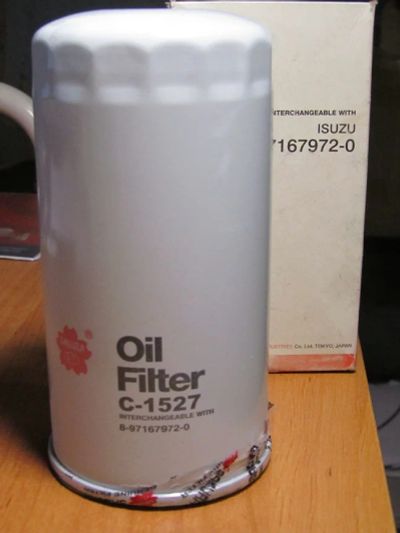 Oil
Filter
C-1527
INTERCHANGEABLE WITH
8-97167972-0
INTERCHANGEABLE WITH
ISUZU
7167972-0
Co. Ltd. TOKYO, JAPAN